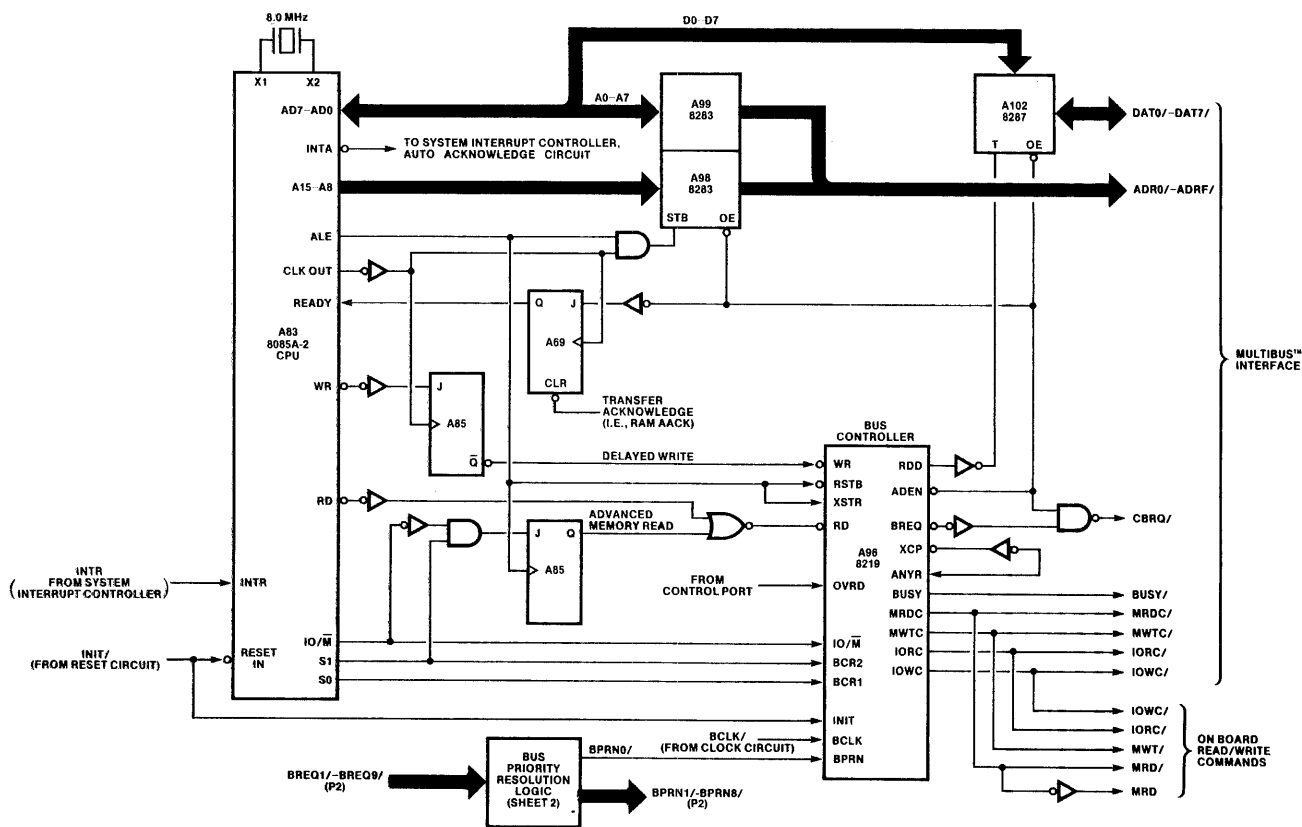 8.0 MHz
D0–D7
X1
X2
AD7–AD0
A0–A7
A99
8283
A102
8287
DAT0/–DAT7/
INTA
TO SYSTEM INTERRUPT CONTROLLER,
AUTO ACKNOWLEDGE CIRCUIT
T
OE
A15–A8
A98
8283
ADR0/–ADRF/
STB
OE
ALE
CLK OUT
READY
Q
J
A69
CLR
A83
8085A-2
CPU
MULTIBUS™
INTERFACE
WR
J
A85
Q̅
TRANSFER
ACKNOWLEDGE
(I.E., RAM AACK)
BUS
CONTROLLER
DELAYED WRITE
WR
RDD
RSTB
ADEN
XSTR
RD
ADVANCED
MEMORY READ
RD
BREQ
CBRQ/
J
Q
A85
A96
8219
XCP
ANYR
FROM
CONTROL PORT
OVRD
INTR
FROM SYSTEM
(INTERRUPT CONTROLLER)
INTR
BUSY
BUSY/
MRDC
MRDC/
MWTC
MWTC/
IORC
IORC/
IOWC
IOWC/
IO/M̅
IO/M̅
S1
BCR2
S0
BCR1
INIT/
(FROM RESET CIRCUIT)
RESET
IN
INIT
BCLK/
(FROM CLOCK CIRCUIT)
BCLK
BPRN0/
BPRN
IOWC/
IORC/
MWT/
MRD/
MRD
ON BOARD
READ/WRITE
COMMANDS
BREQ1/–BREQ9/
(P2)
BUS
PRIORITY
RESOLUTION
LOGIC
(SHEET 2)
BPRN1/–BPRN8/
(P2)